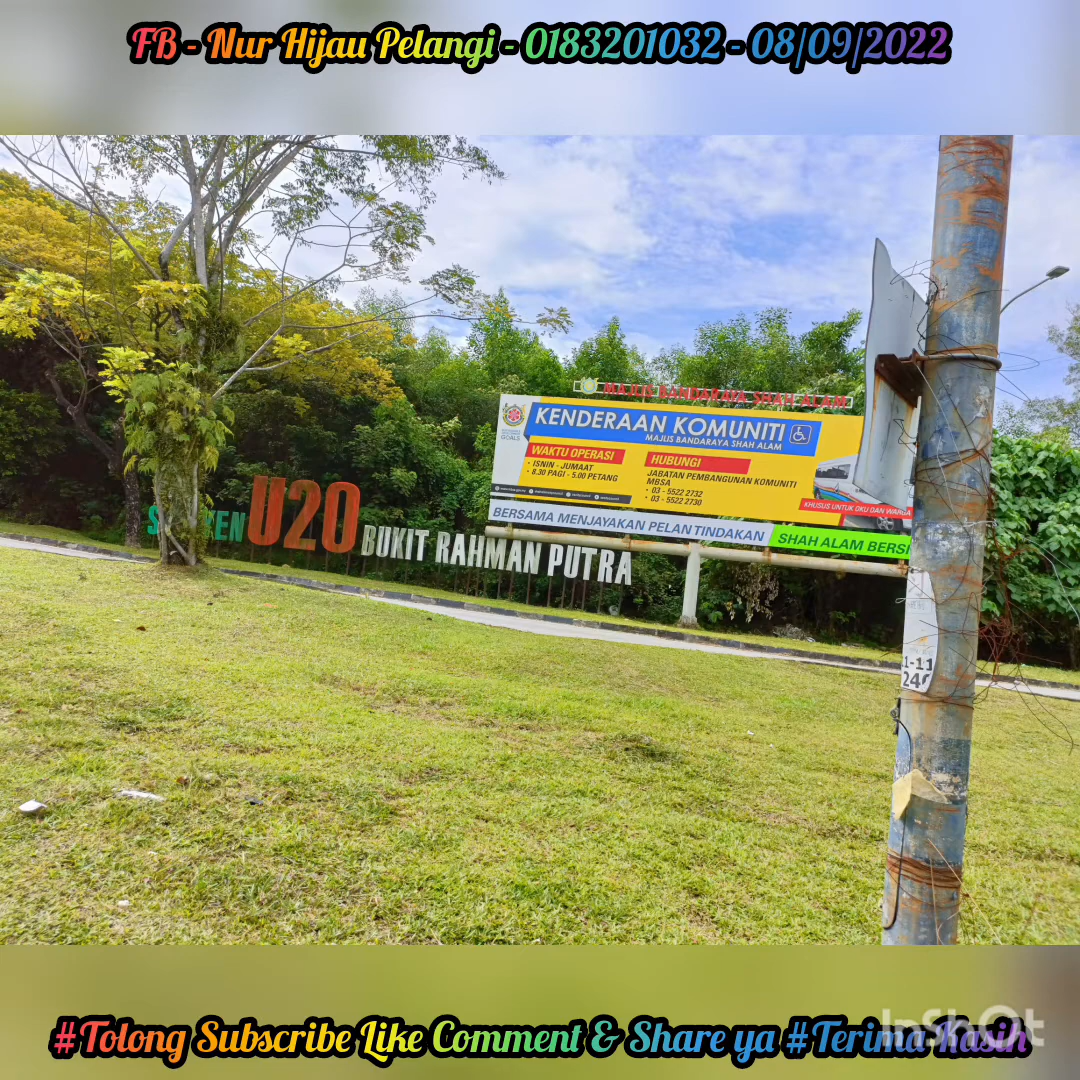 FB - Nur Hijau Pelangi - 0183201032 - 08/09/2022
MAJLIS BANDARAYA SHAH ALAM
KENDERAAN KOMUNITI
MAJLIS BANDARAYA SHAH ALAM
GOALS
WAKTU OPERASI
• ISNIN - JUMAAT
• 8.30 PAGI - 5.00 PETANG
HUBUNGI
JABATAN PEMBANGUNAN KOMUNITI
MBSA
• 03 - 5522 2732
• 03 - 5522 2730
KHUSUS UNTUK OKU DAN WARGA
BERSAMA MENJAYAKAN PELAN TINDAKAN
SHAH ALAM BERSI
U20
BUKIT RAHMAN PUTRA
1-11
#Tolong Subscribe Like Comment & Share ya #Terima Kasih
InShOt